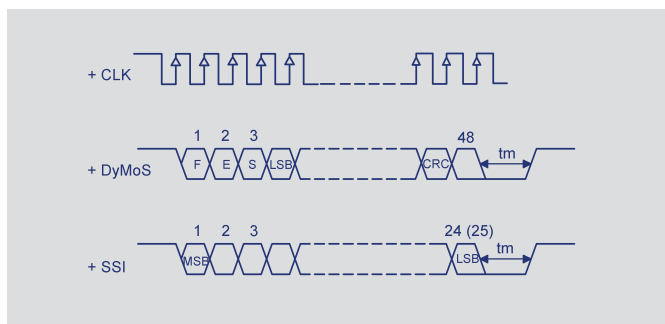 + CLK
1 2 3 48
+ DyMoS F E S LSB CRC tm
1 2 3 24 (25)
+ SSI MSB LSB tm